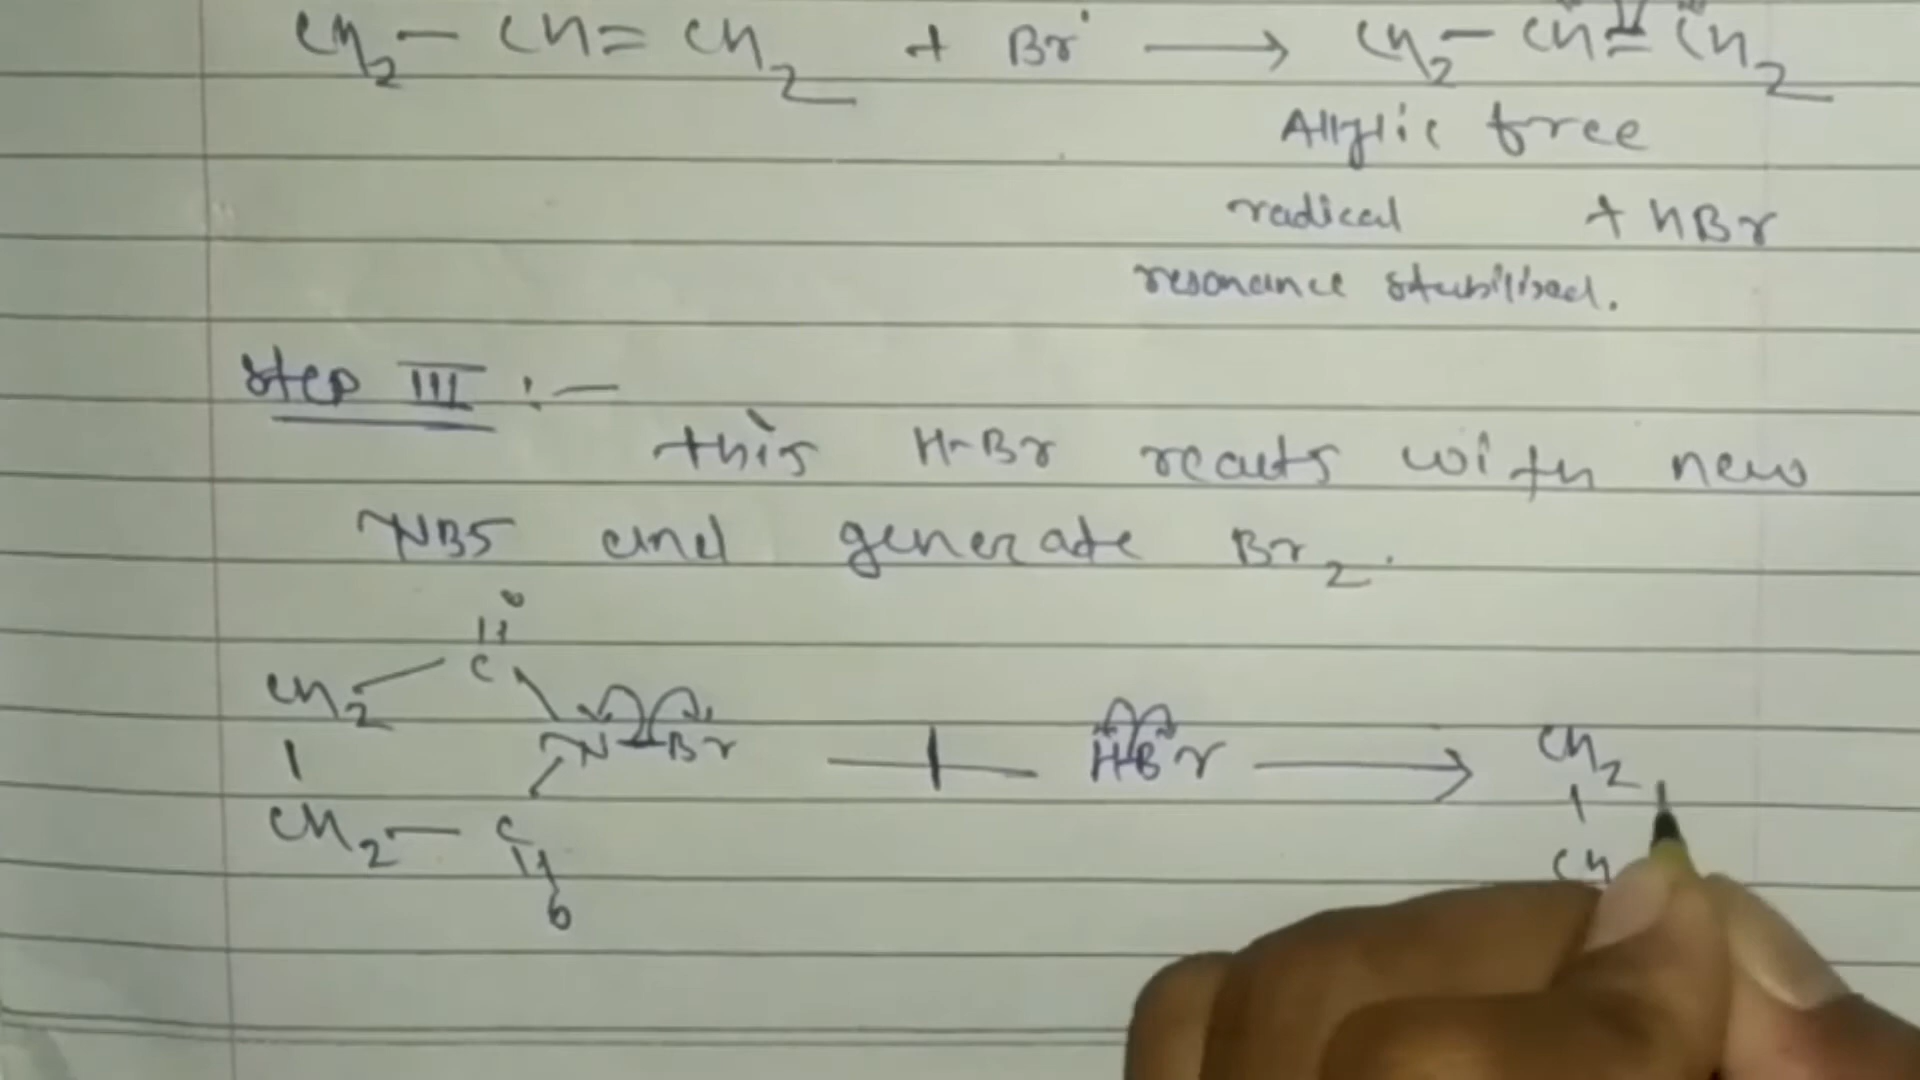 CH2 - CH = CH2 + Br˙ → CH2 - CH = CH2
Allylic free
radical + HBr
resonance stabilised.
Step III :-
this H-Br reacts with new
NBS and generate Br2.
O
||
C
CH2
N - Br + H-Br → CH2
|
|
CH2 - C
CH
||
O